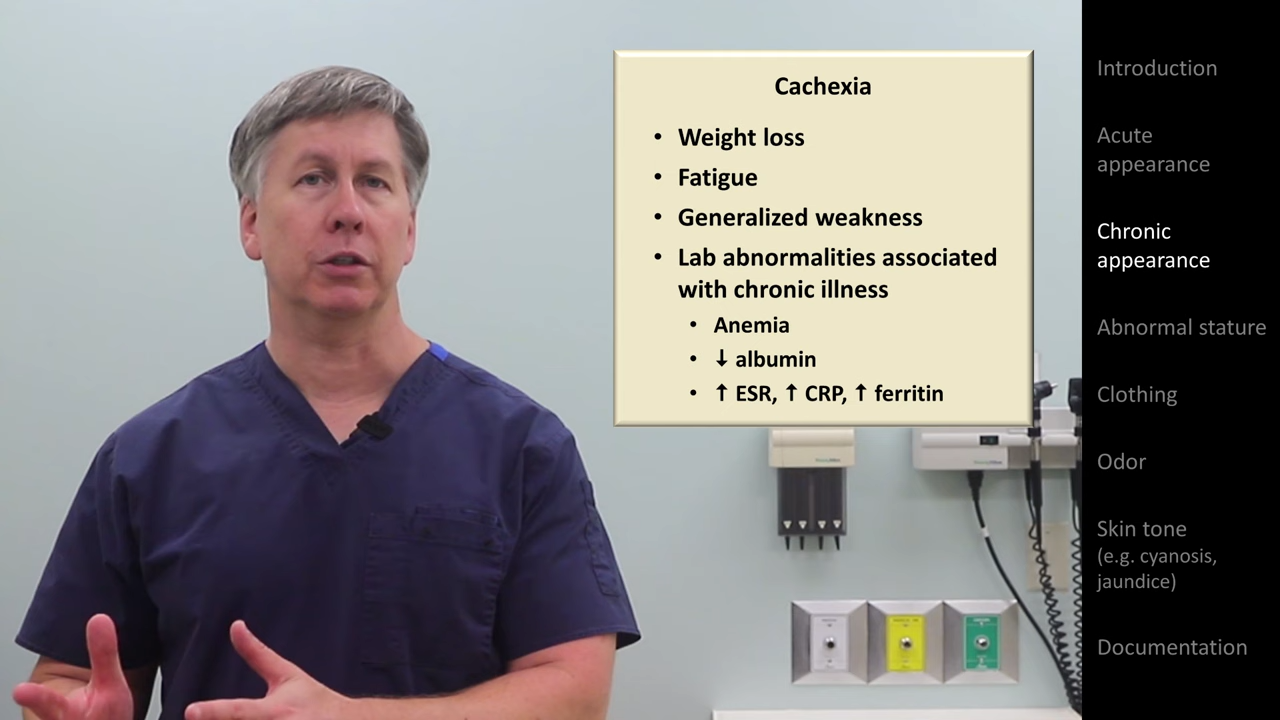 Cachexia
• Weight loss
• Fatigue
• Generalized weakness
• Lab abnormalities associated
with chronic illness
• Anemia
• ↓ albumin
• ↑ ESR, ↑ CRP, ↑ ferritin
Introduction
Acute
appearance
Chronic
appearance
Abnormal stature
Clothing
Odor
Skin tone
(e.g. cyanosis,
jaundice)
Documentation